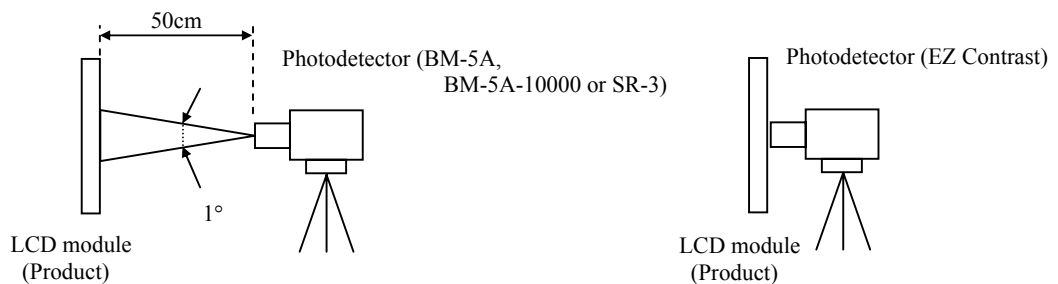 50cm
Photodetector (BM-5A,
BM-5A-10000 or SR-3)
1°
LCD module
(Product)
Photodetector (EZ Contrast)
LCD module
(Product)